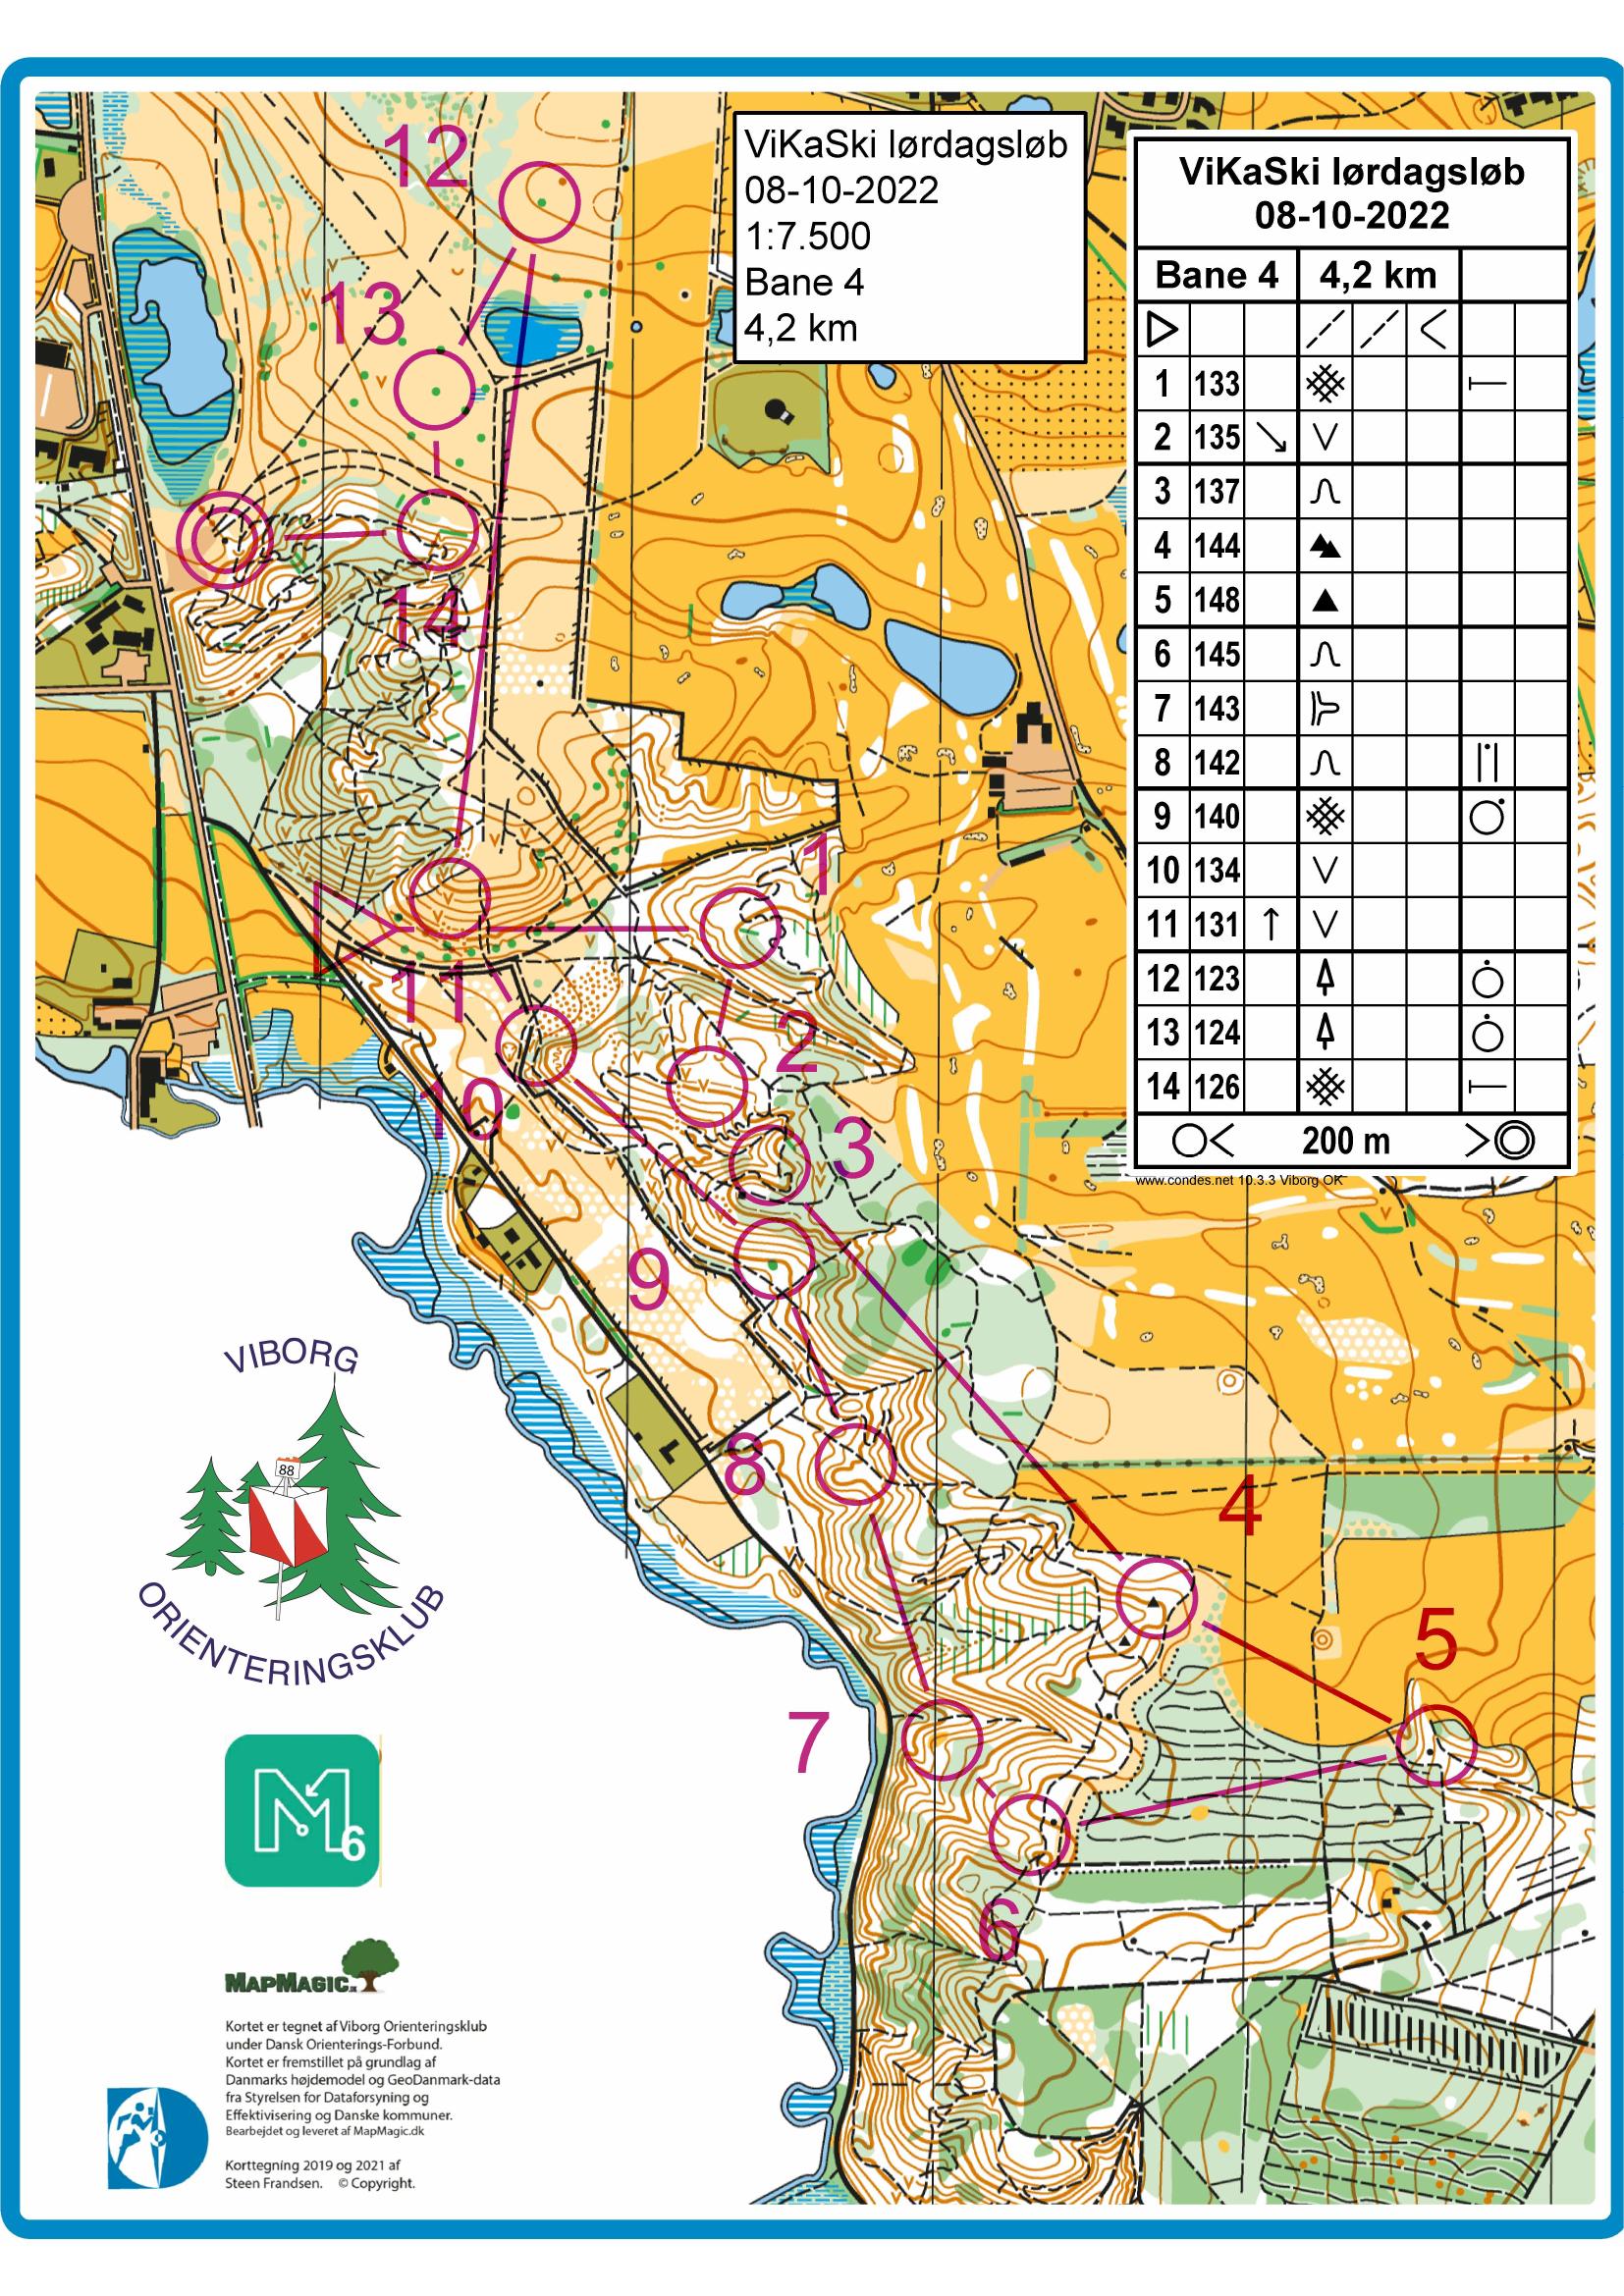 ViKaSki lørdagsløb
08-10-2022
1:7.500
Bane 4
4,2 km
ViKaSki lørdagsløb
08-10-2022
Bane 4 4,2 km
1 133
2 135
3 137
4 144
5 148
6 145
7 143
8 142
9 140
10 134
11 131
12 123
13 124
14 126
200 m
www.condes.net 10.3.3 Viborg OK
12
13
14
1
11
2
10
3
9
8
4
5
7
6
VIBORG
88
ORIENTERINGSKLUB
M6
MAPMAGIC
Kortet er tegnet af Viborg Orienteringsklub
under Dansk Orienterings-Forbund.
Kortet er fremstillet på grundlag af
Danmarks højdemodel og GeoDanmark-data
fra Styrelsen for Dataforsyning og
Effektivisering og Danske kommuner.
Bearbejdet og leveret af MapMagic.dk
Korttegning 2019 og 2021 af
Steen Frandsen. © Copyright.